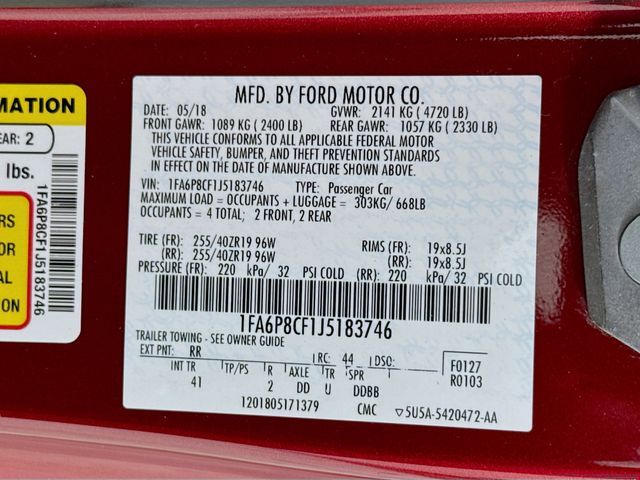 MFD. BY FORD MOTOR CO.
DATE: 05/18 GVWR: 2141 KG ( 4720 LB)
FRONT GAWR: 1089 KG ( 2400 LB) REAR GAWR: 1057 KG ( 2330 LB)
THIS VEHICLE CONFORMS TO ALL APPLICABLE FEDERAL MOTOR
VEHICLE SAFETY, BUMPER, AND THEFT PREVENTION STANDARDS
IN EFFECT ON THE DATE OF MANUFACTURE SHOWN ABOVE.
VIN: 1FA6P8CF1J5183746 TYPE: Passenger Car
MAXIMUM LOAD = OCCUPANTS + LUGGAGE = 303KG/ 668LB
OCCUPANTS = 4 TOTAL; 2 FRONT, 2 REAR
TIRE (FR): 255/40ZR19 96W RIMS (FR): 19x8.5J
(RR): 255/40ZR19 96W (RR): 19x8.5J
PRESSURE (FR): 220 kPa/ 32 PSI COLD (RR): 220 kPa/ 32 PSI COLD
1FA6P8CF1J5183746
TRAILER TOWING - SEE OWNER GUIDE
EXT PNT: RR RC: 44 DSO: F0127
INT TR TP/PS R AXLE TR SPR R0103
41 2 DD U DDBB
1201805171379 CMC 5U5A-5420472-AA
MATION
EAR: 2
lbs.
RS
OR
AL
ON
1FA6P8CF1J5183746